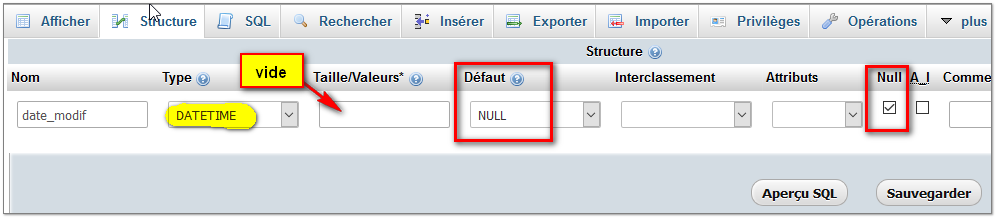 Afficher Structure SQL Rechercher Insérer Exporter Importer Privilèges Opérations plus
Structure
vide
Nom Type Taille/Valeurs* Défaut Interclassement Attributs Null A_I Comme
date_modif DATETIME NULL
Aperçu SQL Sauvegarder